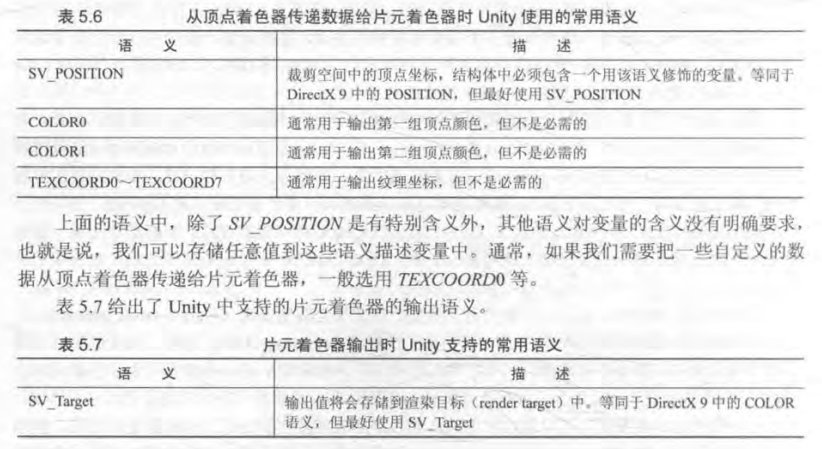 表 5.6 从顶点着色器传递数据给片元着色器时 Unity 使用的常用语义
语 义 描 述
SV_POSITION 裁剪空间中的顶点坐标，结构体中必须包含一个用该语义修饰的变量。等同于
DirectX 9 中的 POSITION，但最好使用 SV_POSITION
COLOR0 通常用于输出第一组顶点颜色，但不是必需的
COLOR1 通常用于输出第二组顶点颜色，但不是必需的
TEXCOORD0～TEXCOORD7 通常用于输出纹理坐标，但不是必需的
上面的语义中，除了 SV_POSITION 是有特别含义外，其他语义对变量的含义没有明确要求，
也就是说，我们可以存储任意值到这些语义描述变量中。通常，如果我们需要把一些自定义的数
据从顶点着色器传递给片元着色器，一般选用 TEXCOORD0 等。
表 5.7 给出了 Unity 中支持的片元着色器的输出语义。
表 5.7 片元着色器输出时 Unity 支持的常用语义
语 义 描 述
SV_Target 输出值将会存储到渲染目标（render target）中。等同于 DirectX 9 中的 COLOR
语义，但最好使用 SV_Target